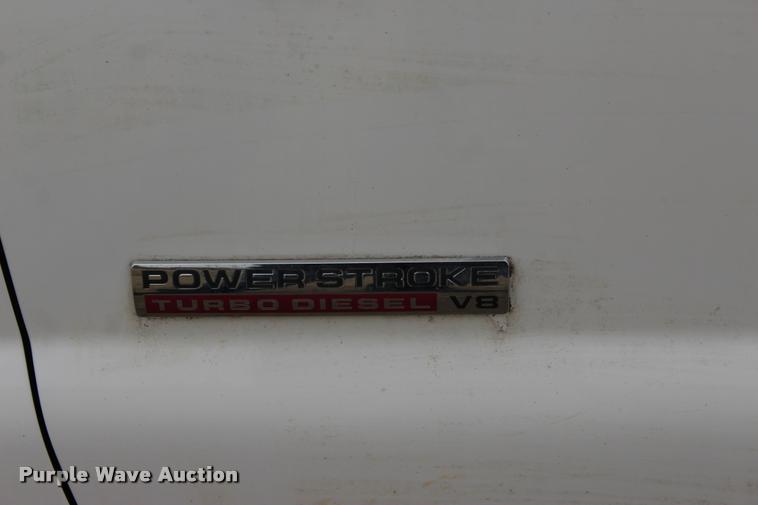 POWER STROKE
TURBO DIESEL V8
Purple Wave Auction